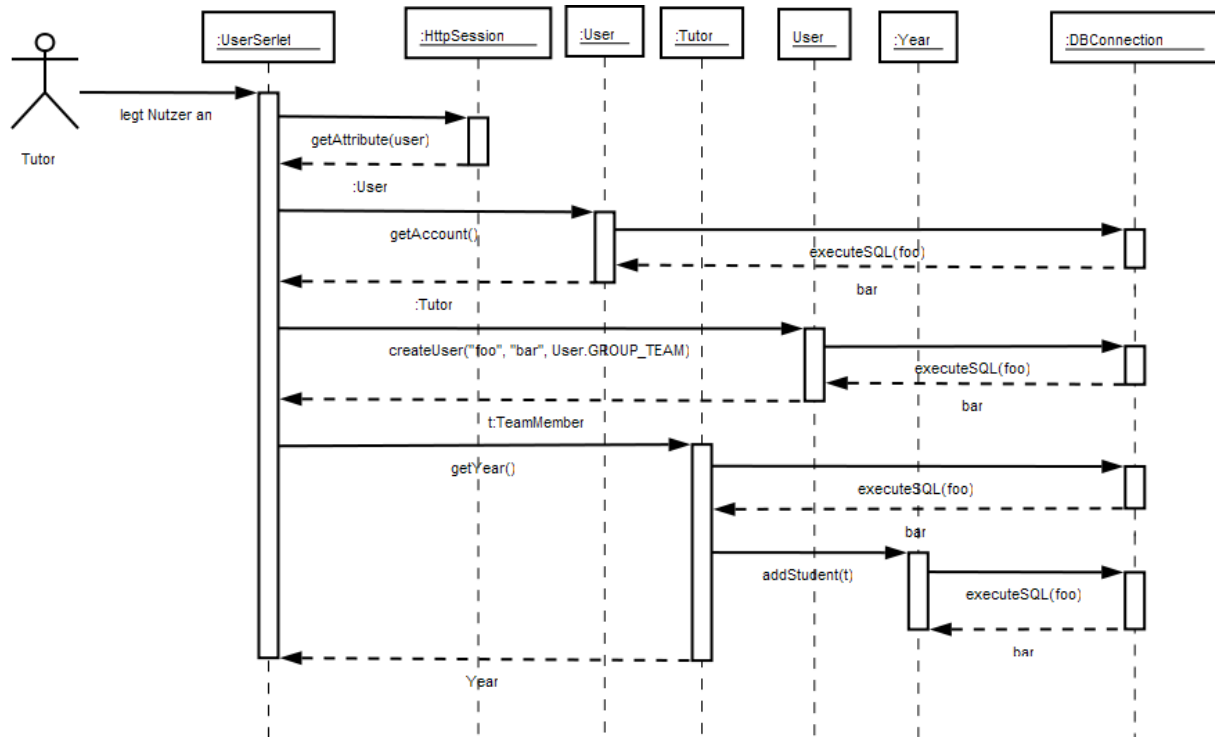 :UserSerlet
:HttpSession
:User
:Tutor
User
:Year
:DBConnection
legt Nutzer an
Tutor
getAttribute(user)
:User
getAccount()
executeSQL(foo)
bar
:Tutor
createUser("foo", "bar", User.GROUP_TEAM)
executeSQL(foo)
bar
t:TeamMember
getYear()
executeSQL(foo)
bar
addStudent(t)
executeSQL(foo)
bar
Year